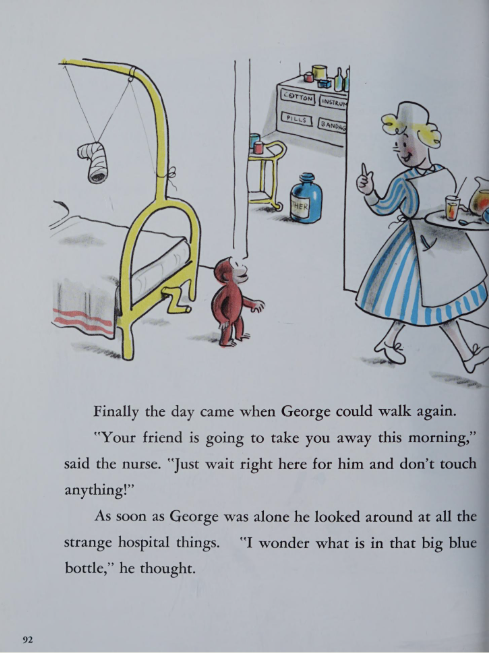 COTTON
INSTRUM
PILLS
BANDAG
HER
Finally the day came when George could walk again.
"Your friend is going to take you away this morning,"
said the nurse. "Just wait right here for him and don't touch
anything!"
As soon as George was alone he looked around at all the
strange hospital things. "I wonder what is in that big blue
bottle," he thought.
92